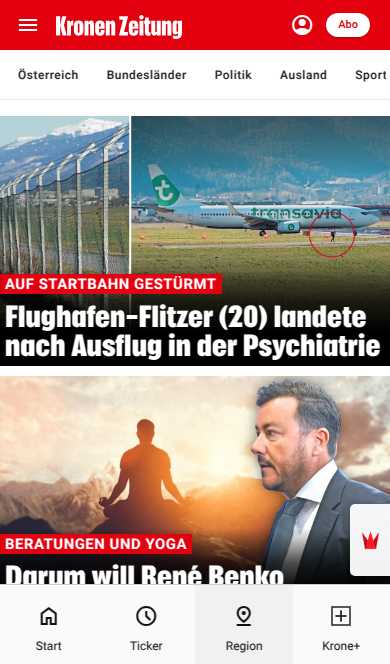 Kronen Zeitung
Abo
Österreich Bundesländer Politik Ausland Sport
transavia
AUF STARTBAHN GESTÜRMT
Flughafen-Flitzer (20) landete
nach Ausflug in der Psychiatrie
BERATUNGEN UND YOGA
Darum will René Benko
Start Ticker Region Krone+